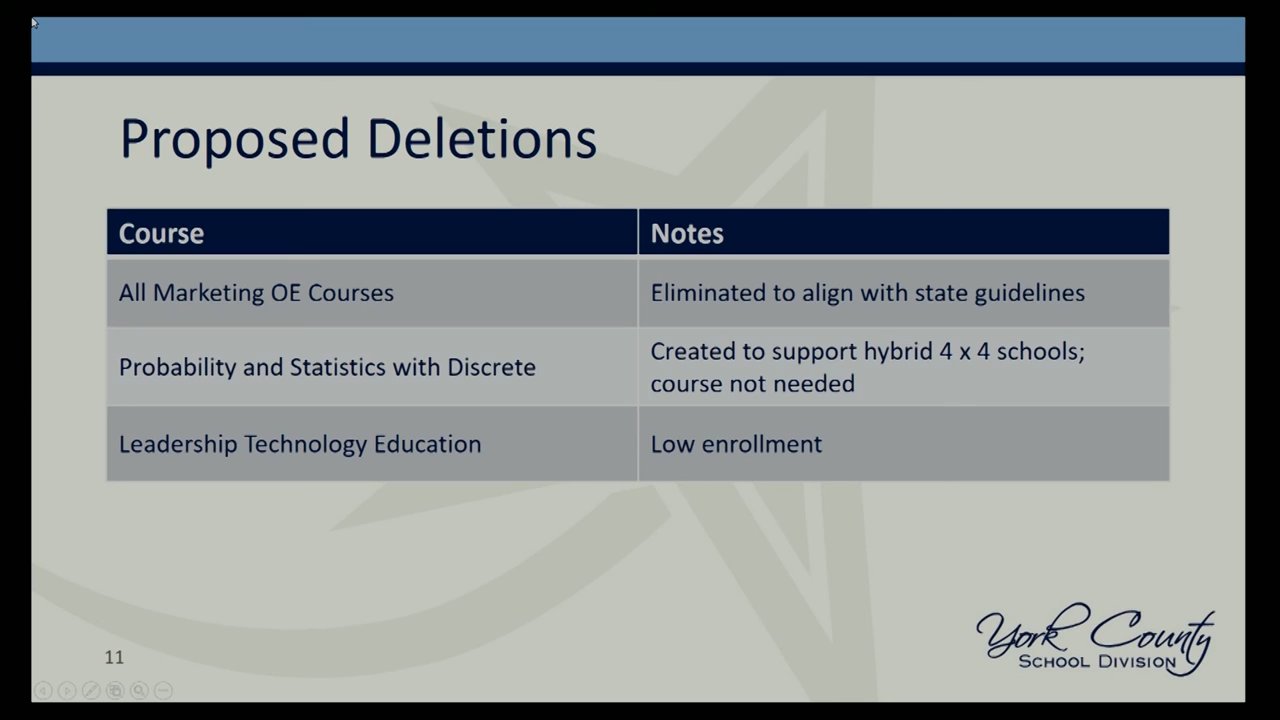 Proposed Deletions
Course
Notes
All Marketing OE Courses
Eliminated to align with state guidelines
Probability and Statistics with Discrete
Created to support hybrid 4 x 4 schools;
course not needed
Leadership Technology Education
Low enrollment
11
York County
SCHOOL DIVISION